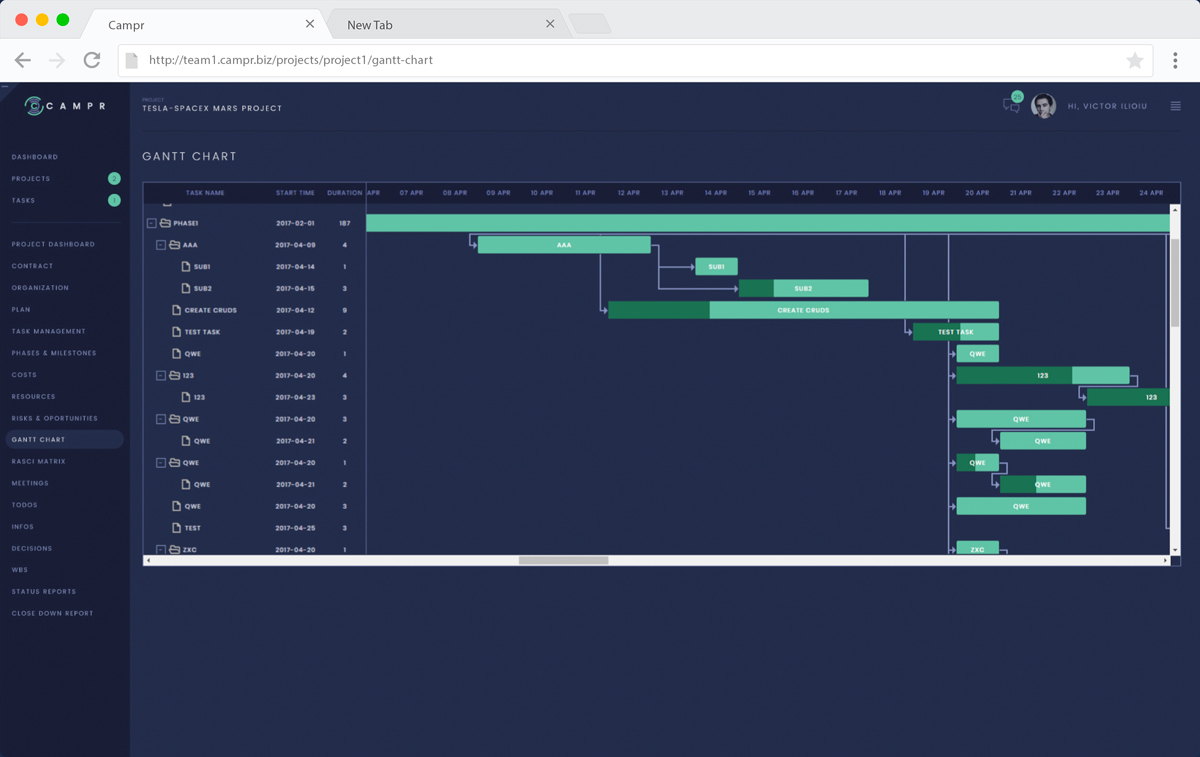 Campr
New Tab
http://team1.campr.biz/projects/project1/gantt-chart
CAMPR
PROJECT
TESLA-SPACEX MARS PROJECT
HI, VICTOR ILIOIU
DASHBOARD
PROJECTS 2
TASKS
PROJECT DASHBOARD
CONTRACT
ORGANIZATION
PLAN
TASK MANAGEMENT
PHASES & MILESTONES
COSTS
RESOURCES
RISKS & OPORTUNITIES
GANTT CHART
RASCI MATRIX
MEETINGS
TODOS
INFOS
DECISIONS
WBS
STATUS REPORTS
CLOSE DOWN REPORT
GANTT CHART
TASK NAME START TIME DURATION APR 07 APR 08 APR 09 APR 10 APR 11 APR 12 APR 13 APR 14 APR 15 APR 16 APR 17 APR 18 APR 19 APR 20 APR 21 APR 22 APR 23 APR 24 APR
PHASE1 2017-02-01 187
AAA 2017-04-09 4 AAA
SUB1 2017-04-14 1 SUB1
SUB2 2017-04-15 3 SUB2
CREATE CRUDS 2017-04-12 9 CREATE CRUDS
TEST TASK 2017-04-19 2 TEST TASK
QWE 2017-04-20 1 QWE
123 2017-04-20 4 123
123 2017-04-23 3 123
QWE 2017-04-20 3 QWE
QWE 2017-04-21 2 QWE
QWE 2017-04-20 1 QWE
QWE 2017-04-21 2 QWE
QWE 2017-04-20 3 QWE
TEST 2017-04-25 3
ZXC 2017-04-20 1 ZXC